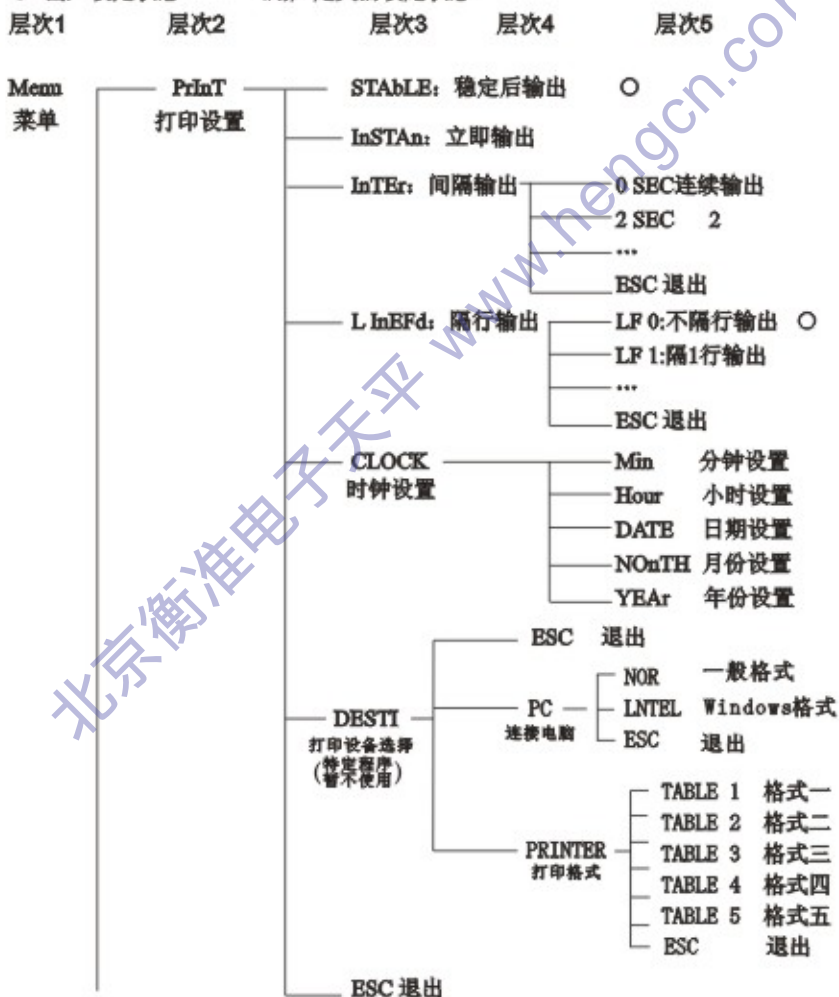 层次1 层次2 层次3 层次4 层次5
Menu PrInT STAbLE：稳定后输出 O
菜单 打印设置
InSTAn：立即输出
InTEr：间隔输出 0 SEC连续输出
2 SEC 2
...
ESC 退出
L InEFd：隔行输出 LF 0:不隔行输出 O
LF 1:隔1行输出
...
ESC 退出
CLOCK Min 分钟设置
时钟设置 Hour 小时设置
DATE 日期设置
NOnTH 月份设置
YEAr 年份设置
ESC 退出
NOR 一般格式
DESTI PC LNTEL Windows格式
打印设备选择 连接电脑 ESC 退出
(特定程序
暂不使用)
TABLE 1 格式一
TABLE 2 格式二
PRINTER TABLE 3 格式三
打印格式 TABLE 4 格式四
TABLE 5 格式五
ESC 退出
ESC 退出
北京衡准电子天平 www.hengcn.com